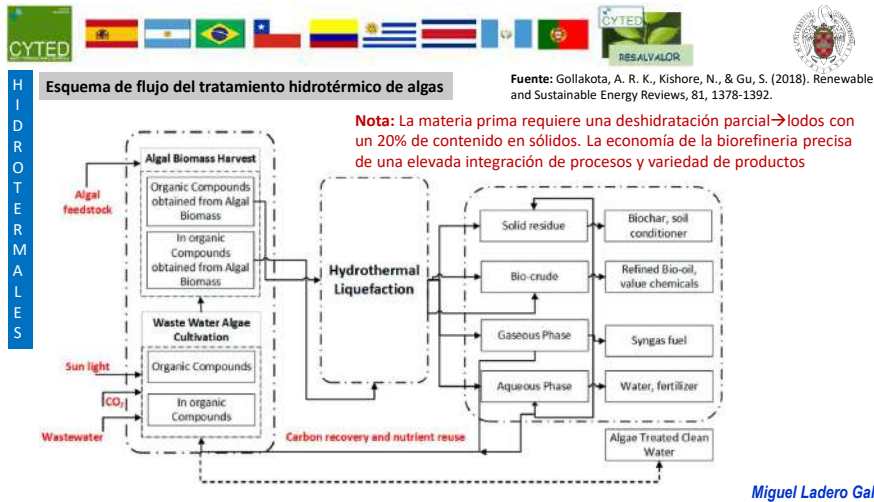 CYTED
CYTED
RESALVALOR
HIDROTERMALES
Esquema de flujo del tratamiento hidrotérmico de algas
Fuente: Gollakota, A. R. K., Kishore, N., & Gu, S. (2018). Renewable
and Sustainable Energy Reviews, 81, 1378-1392.
Nota: La materia prima requiere una deshidratación parcial→lodos con
un 20% de contenido en sólidos. La economía de la biorefineria precisa
de una elevada integración de procesos y variedad de productos
Algal Biomass Harvest
Algal
feedstock
Organic Compounds
obtained from Algal
Biomass
In organic
Compounds
obtained from Algal
Biomass
Waste Water Algae
Cultivation
Sun light
Organic Compounds
CO₂
In organic
Compounds
Wastewater
Hydrothermal
Liquefaction
Solid residue
Biochar, soil
conditioner
Bio-crude
Refined Bio-oil,
value chemicals
Gaseous Phase
Syngas fuel
Aqueous Phase
Water, fertilizer
Carbon recovery and nutrient reuse
Algae Treated Clean
Water
Miguel Ladero Gal